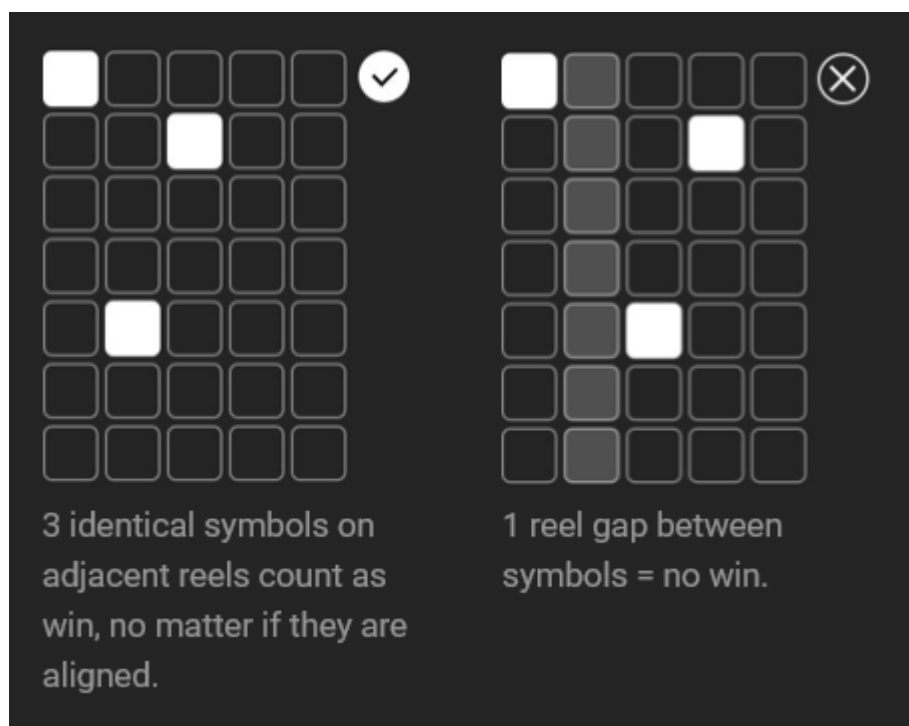 3 identical symbols on
adjacent reels count as
win, no matter if they are
aligned.
1 reel gap between
symbols = no win.